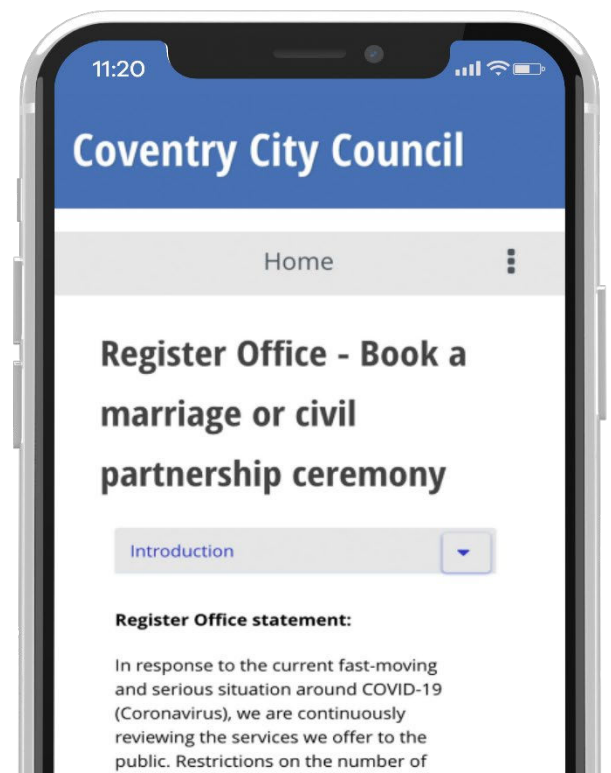 11:20
Coventry City Council
Home
Register Office - Book a
marriage or civil
partnership ceremony
Introduction
Register Office statement:
In response to the current fast-moving
and serious situation around COVID-19
(Coronavirus), we are continuously
reviewing the services we offer to the
public. Restrictions on the number of